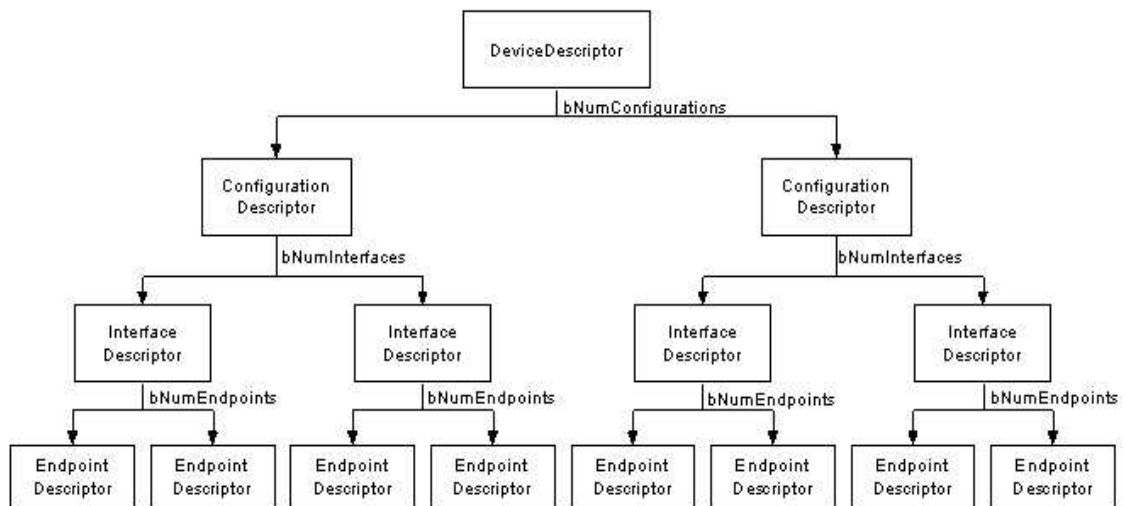 DeviceDescriptor
bNumConfigurations
Configuration
Descriptor
Configuration
Descriptor
bNumInterfaces
bNumInterfaces
Interface
Descriptor
Interface
Descriptor
Interface
Descriptor
Interface
Descriptor
bNumEndpoints
bNumEndpoints
bNumEndpoints
bNumEndpoints
Endpoint
Descriptor
Endpoint
Descriptor
Endpoint
Descriptor
Endpoint
Descriptor
Endpoint
Descriptor
Endpoint
Descriptor
Endpoint
Descriptor
Endpoint
Descriptor